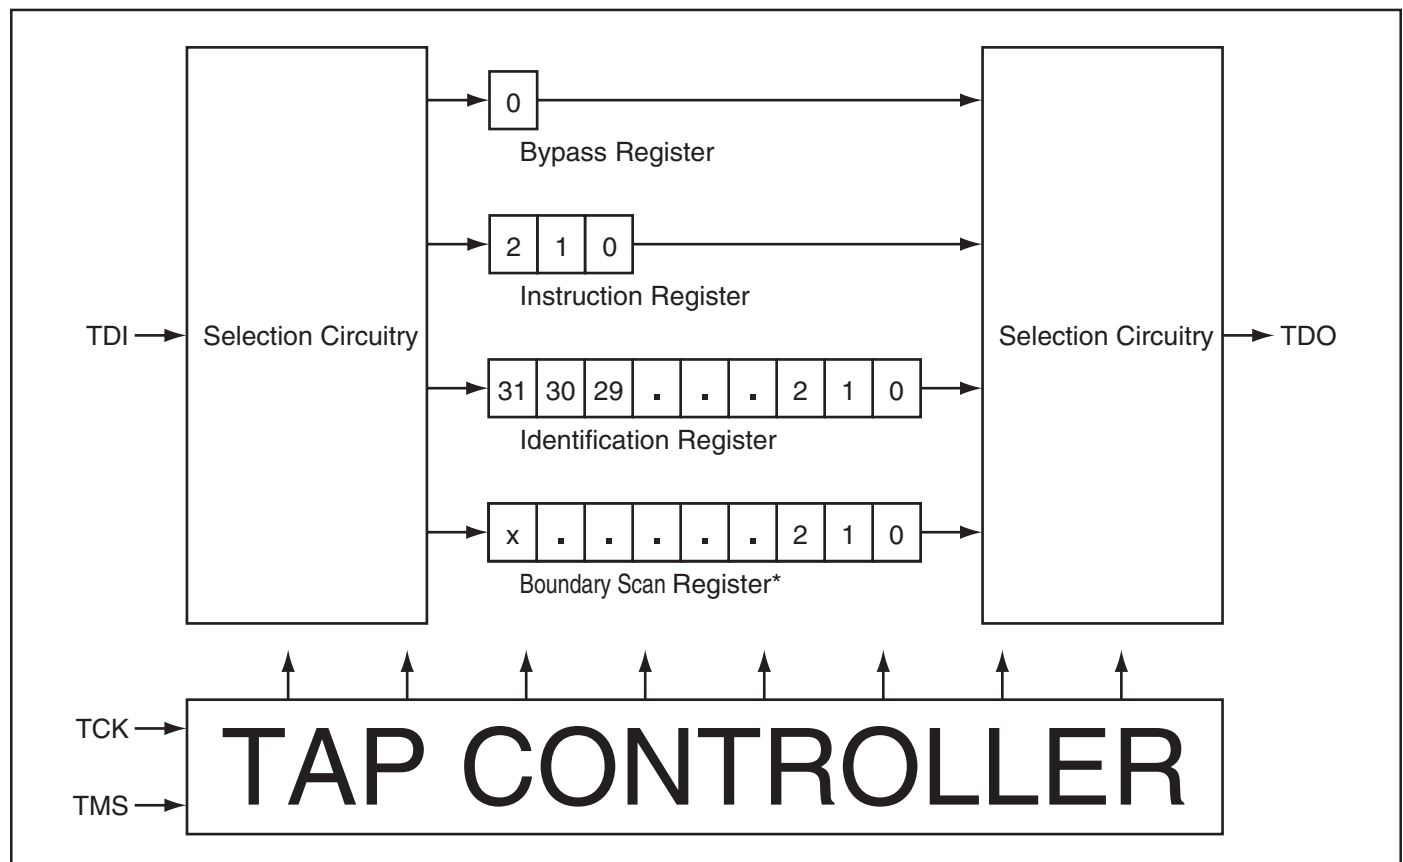 0
Bypass Register
2 1 0
Instruction Register
TDI
Selection Circuitry
Selection Circuitry
TDO
31 30 29 . . . 2 1 0
Identification Register
x . . . . . 2 1 0
Boundary Scan Register*
TCK
TAP CONTROLLER
TMS